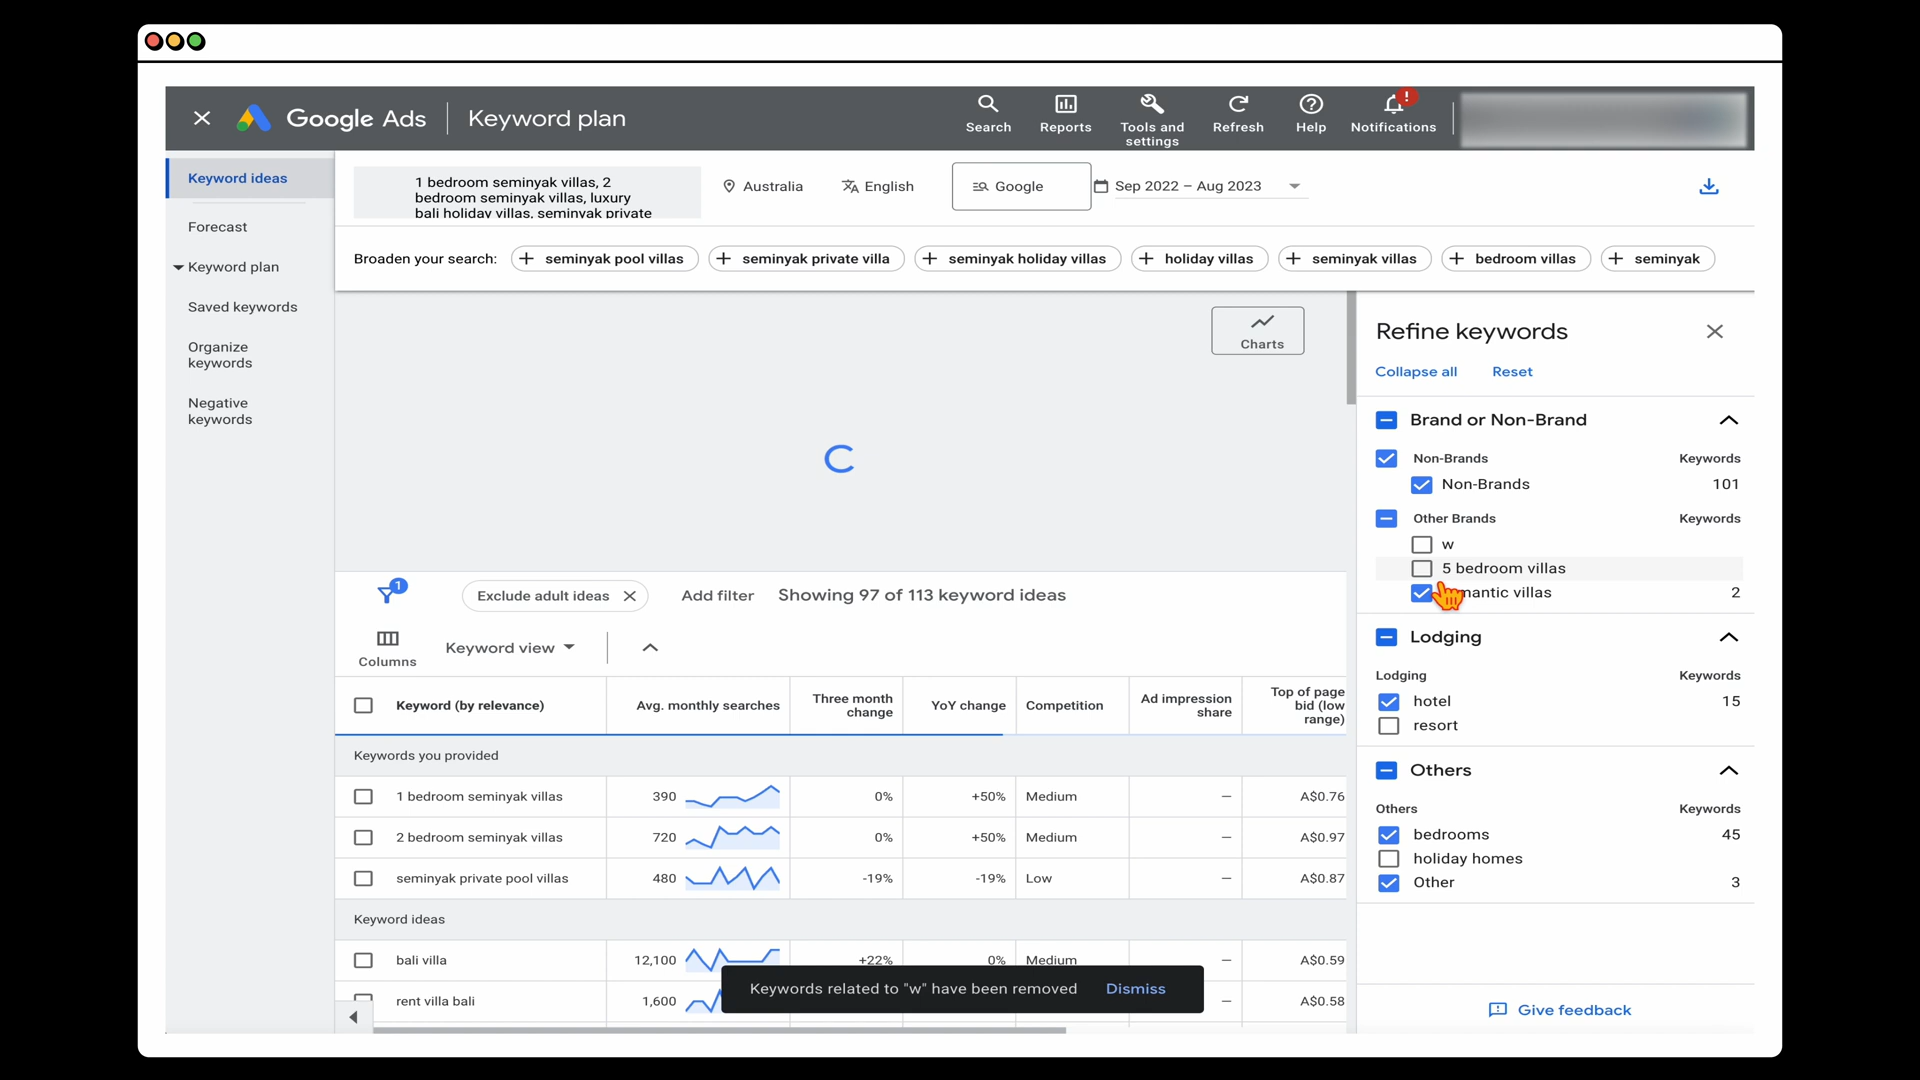 Google Ads
Keyword plan
Search
Reports
Tools and
settings
Refresh
Help
Notifications
!
Keyword ideas
Forecast
Keyword plan
Saved keywords
Organize
keywords
Negative
keywords
1 bedroom seminyak villas, 2
bedroom seminyak villas, luxury
bali holiday villas, seminyak private
Australia
English
Google
Sep 2022 – Aug 2023
Broaden your search:
seminyak pool villas
seminyak private villa
seminyak holiday villas
holiday villas
seminyak villas
bedroom villas
seminyak
Charts
1
Exclude adult ideas
Add filter
Showing 97 of 113 keyword ideas
Columns
Keyword view
Keyword (by relevance)
Avg. monthly searches
Three month
change
YoY change
Competition
Ad impression
share
Top of page
bid (low
range)
Keywords you provided
1 bedroom seminyak villas 390 0% +50% Medium – A$0.76
2 bedroom seminyak villas 720 0% +50% Medium – A$0.97
seminyak private pool villas 480 -19% -19% Low – A$0.87
Keyword ideas
bali villa 12,100 +22% 0% Medium – A$0.59
rent villa bali 1,600 – A$0.58
Keywords related to "w" have been removed
Dismiss
Refine keywords
Collapse all
Reset
Brand or Non-Brand
Non-Brands Keywords
Non-Brands 101
Other Brands Keywords
w
5 bedroom villas
mantic villas 2
Lodging
Lodging Keywords
hotel 15
resort
Others
Others Keywords
bedrooms 45
holiday homes
Other 3
Give feedback